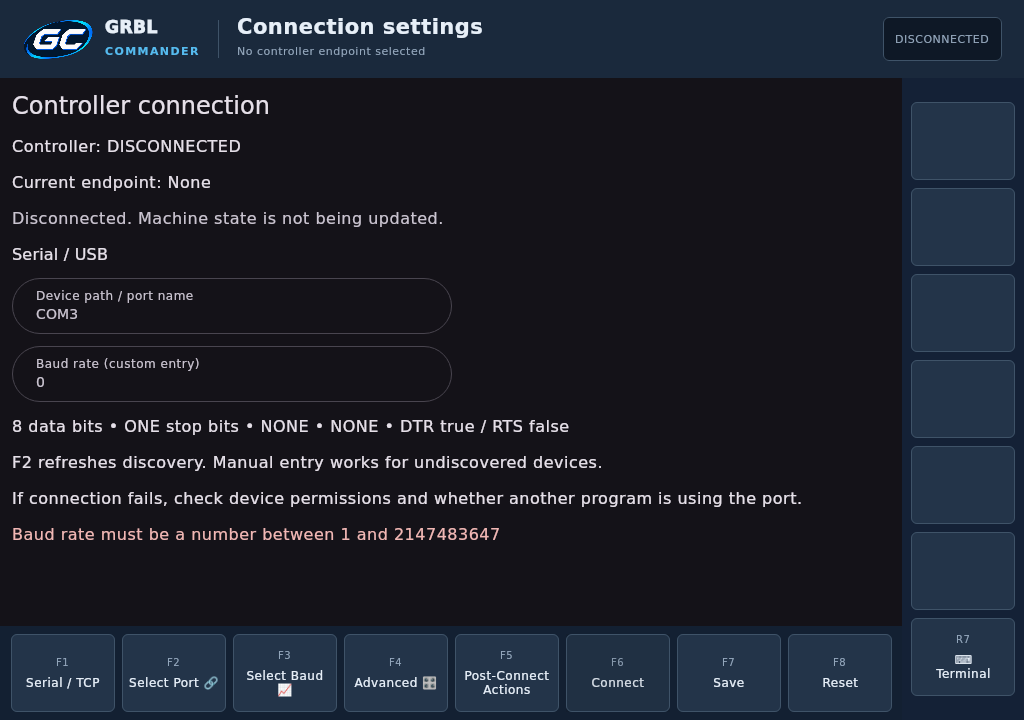 GC
GRBL
COMMANDER
Connection settings
No controller endpoint selected
DISCONNECTED
Controller connection
Controller: DISCONNECTED
Current endpoint: None
Disconnected. Machine state is not being updated.
Serial / USB
Device path / port name
COM3
Baud rate (custom entry)
0
8 data bits • ONE stop bits • NONE • NONE • DTR true / RTS false
F2 refreshes discovery. Manual entry works for undiscovered devices.
If connection fails, check device permissions and whether another program is using the port.
Baud rate must be a number between 1 and 2147483647
R7
Terminal
F1
Serial / TCP
F2
Select Port
F3
Select Baud
F4
Advanced
F5
Post-Connect
Actions
F6
Connect
F7
Save
F8
Reset